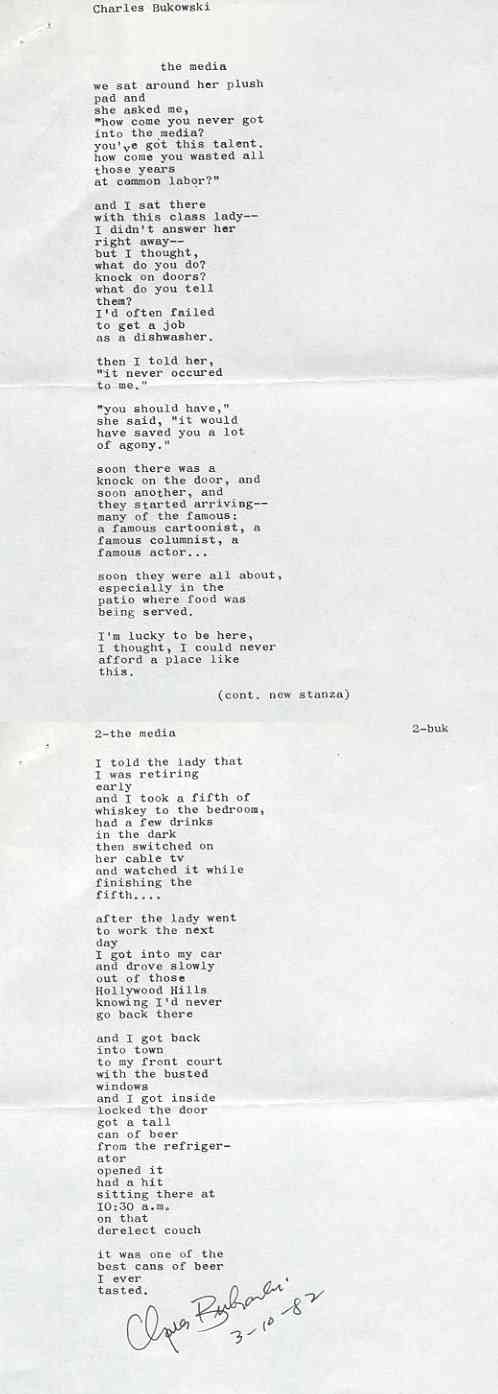 Charles Bukowski
the media
we sat around her plush
pad and
she asked me,
"how come you never got
into the media?
you've got this talent.
how come you wasted all
those years
at common labor?"
and I sat there
with this class lady--
I didn't answer her
right away--
but I thought,
what do you do?
knock on doors?
what do you tell
them?
I'd often failed
to get a job
as a dishwasher.
then I told her,
"it never occured
to me."
"you should have,"
she said, "it would
have saved you a lot
of agony."
soon there was a
knock on the door, and
soon another, and
they started arriving--
many of the famous:
a famous cartoonist, a
famous columnist, a
famous actor...
soon they were all about,
especially in the
patio where food was
being served.
I'm lucky to be here,
I thought, I could never
afford a place like
this.
(cont. new stanza)
2-the media 2-buk
I told the lady that
I was retiring
early
and I took a fifth of
whiskey to the bedroom,
had a few drinks
in the dark
then switched on
her cable tv
and watched it while
finishing the
fifth....
after the lady went
to work the next
day
I got into my car
and drove slowly
out of those
Hollywood Hills
knowing I'd never
go back there
and I got back
into town
to my front court
with the busted
windows
and I got inside
locked the door
got a tall
can of beer
from the refriger-
ator
opened it
had a hit
sitting there at
10:30 a.m.
on that
derelect couch
it was one of the
best cans of beer
I ever
tasted.
Charles Bukowski
3-10-82